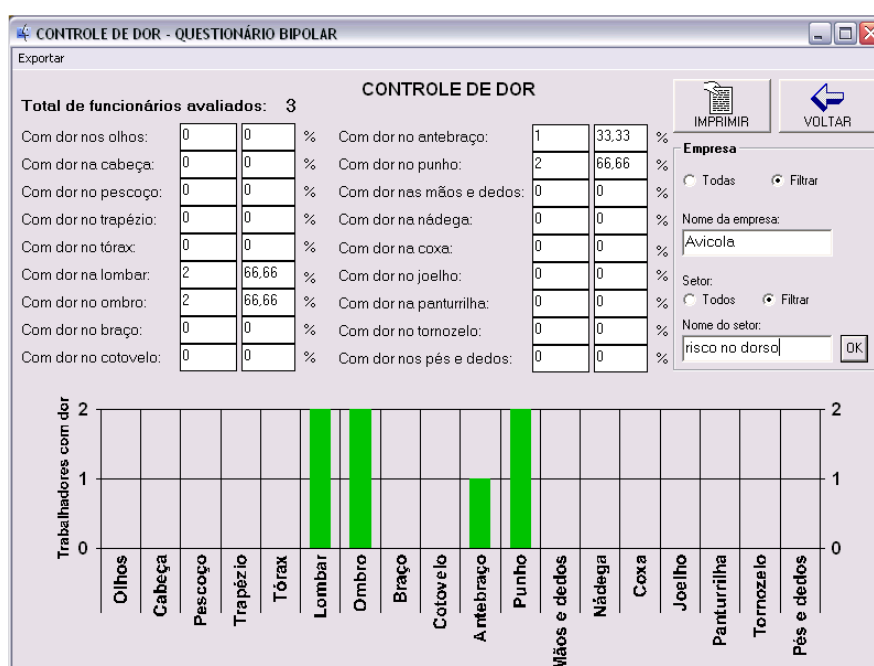 CONTROLE DE DOR - QUESTIONÁRIO BIPOLAR
Exportar
CONTROLE DE DOR
Total de funcionários avaliados: 3
Com dor nos olhos: 0 0 %
Com dor na cabeça: 0 0 %
Com dor no pescoço: 0 0 %
Com dor no trapézio: 0 0 %
Com dor no tórax: 0 0 %
Com dor na lombar: 2 66,66 %
Com dor no ombro: 2 66,66 %
Com dor no braço: 0 0 %
Com dor no cotovelo: 0 0 %
Com dor no antebraço: 1 33,33 %
Com dor no punho: 2 66,66 %
Com dor nas mãos e dedos: 0 0 %
Com dor na nádega: 0 0 %
Com dor na coxa: 0 0 %
Com dor no joelho: 0 0 %
Com dor na panturrilha: 0 0 %
Com dor no tornozelo: 0 0 %
Com dor nos pés e dedos: 0 0 %
IMPRIMIR
VOLTAR
Empresa
Todas Filtrar
Nome da empresa:
Avicola
Setor:
Todos Filtrar
Nome do setor:
risco no dorso OK
Trabalhadores com dor
2 2
1 1
0 0
Olhos
Cabeça
Pescoço
Trapézio
Tórax
Lombar
Ombro
Braço
Cotovelo
Antebraço
Punho
Mãos e dedos
Nádega
Coxa
Joelho
Panturrilha
Tornozelo
Pés e dedos